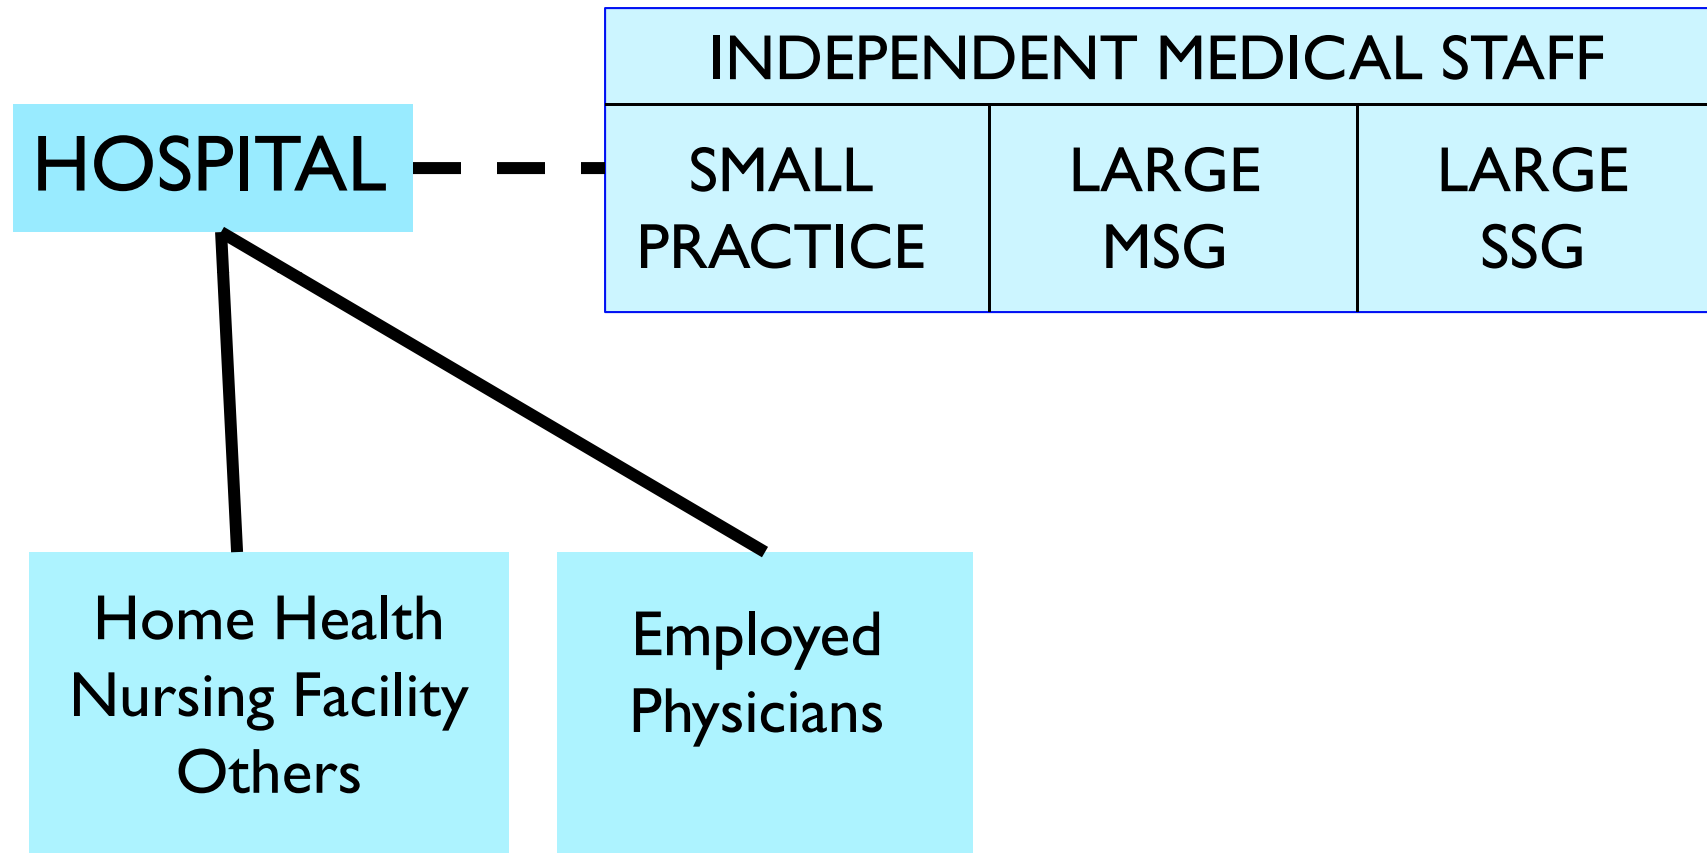 INDEPENDENT MEDICAL STAFF
HOSPITAL
SMALL
PRACTICE
LARGE
MSG
LARGE
SSG
Home Health
Nursing Facility
Others
Employed
Physicians